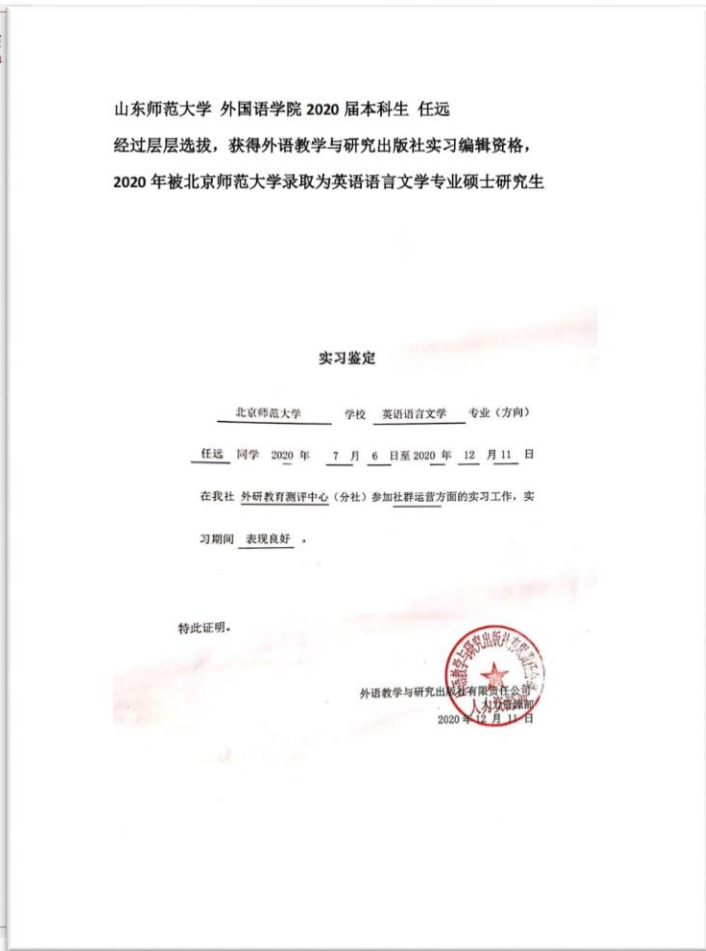 山东师范大学 外国语学院 2020 届本科生 任远
经过层层选拔，获得外语教学与研究出版社实习编辑资格，
2020 年被北京师范大学录取为英语语言文学专业硕士研究生
实习鉴定
北京师范大学 学校 英语语言文学 专业（方向）
任远 同学 2020 年 7 月 6 日至 2020 年 12 月 11 日
在我社 外研教育测评中心（分社）参加社群运营方面的实习工作，实
习期间 表现良好 。
特此证明。
外语教学与研究出版社有限责任公司
人力资源部
2020 年 12 月 11 日